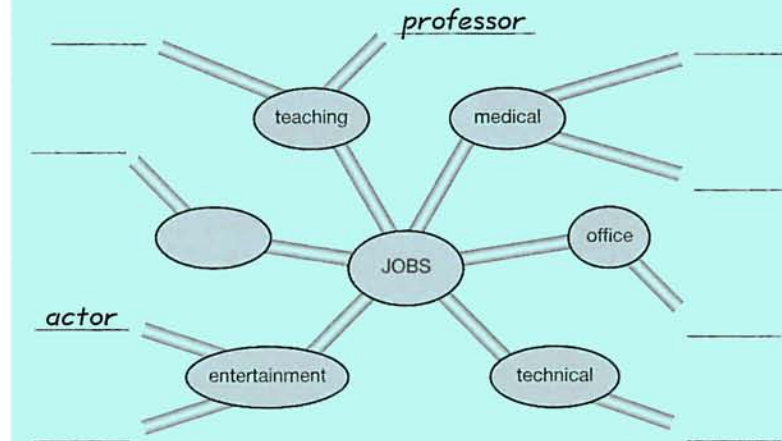 professor
teaching
medical
office
JOBS
actor
entertainment
technical